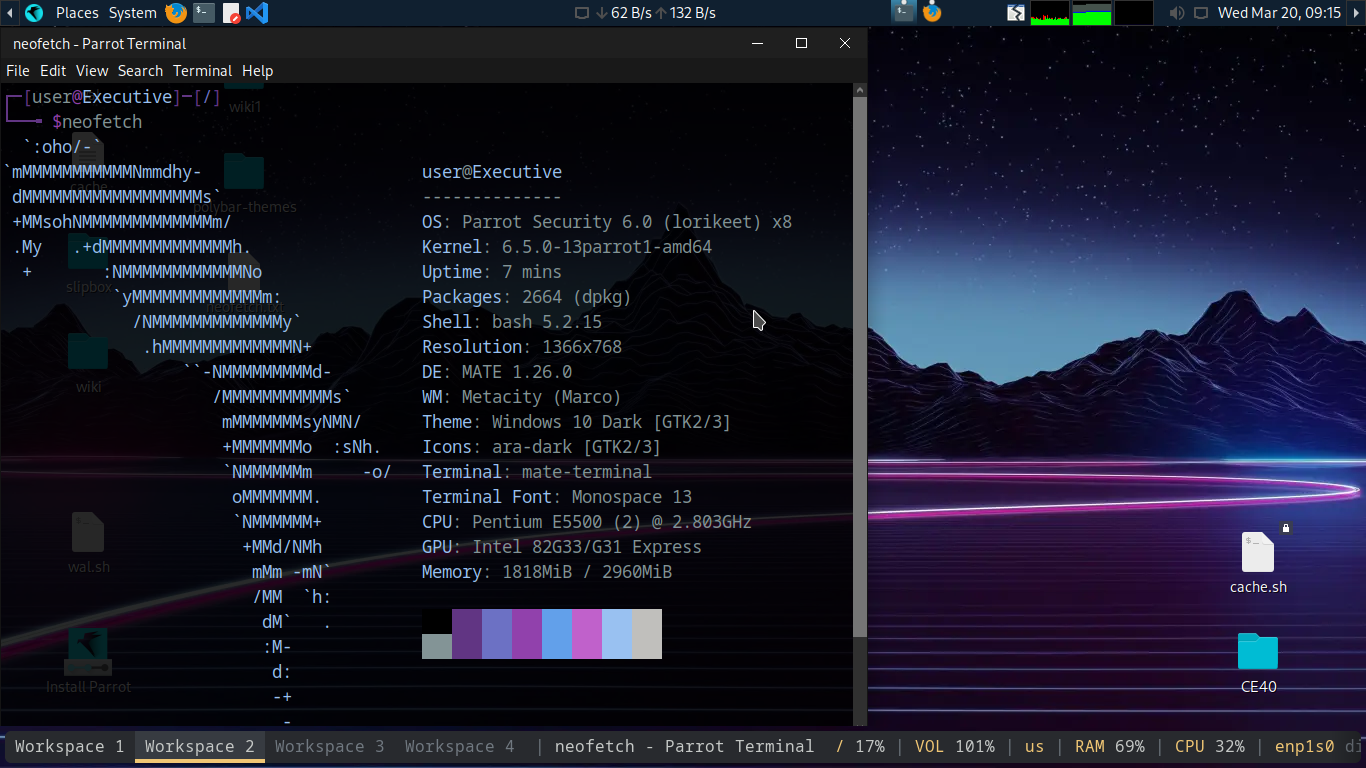 Places System 62 B/s 132 B/s Wed Mar 20, 09:15
neofetch - Parrot Terminal
File Edit View Search Terminal Help
┌─[user@Executive]─[/]
└──╼ $neofetch
`:oho/-`
`mMMMMMMMMMMMNmmdhy- user@Executive
dMMMMMMMMMMMMMMMMMMs` --------------
+MMsohNMMMMMMMMMMMMMm/ OS: Parrot Security 6.0 (lorikeet) x8
.My .+dMMMMMMMMMMMMMh. Kernel: 6.5.0-13parrot1-amd64
+ :NMMMMMMMMMMMMNo Uptime: 7 mins
`yMMMMMMMMMMMMMm: Packages: 2664 (dpkg)
/NMMMMMMMMMMMMMy` Shell: bash 5.2.15
.hMMMMMMMMMMMMMN+ Resolution: 1366x768
``-NMMMMMMMMMd- DE: MATE 1.26.0
/MMMMMMMMMMMs` WM: Metacity (Marco)
mMMMMMMMsyNMN/ Theme: Windows 10 Dark [GTK2/3]
+MMMMMMMo :sNh. Icons: ara-dark [GTK2/3]
`NMMMMMMm -o/ Terminal: mate-terminal
oMMMMMMM. Terminal Font: Monospace 13
`NMMMMMM+ CPU: Pentium E5500 (2) @ 2.803GHz
+MMd/NMh GPU: Intel 82G33/G31 Express
mMm -mN` Memory: 1818MiB / 2960MiB
/MM `h:
dM` .
:M-
d:
-+
-
wiki1
cache
polybar-themes
slipbox
neofetch.txt
wiki
wal.sh
Install Parrot
cache.sh
CE40
Workspace 1 Workspace 2 Workspace 3 Workspace 4 | neofetch - Parrot Terminal / 17% | VOL 101% | us | RAM 69% | CPU 32% | enp1s0 di